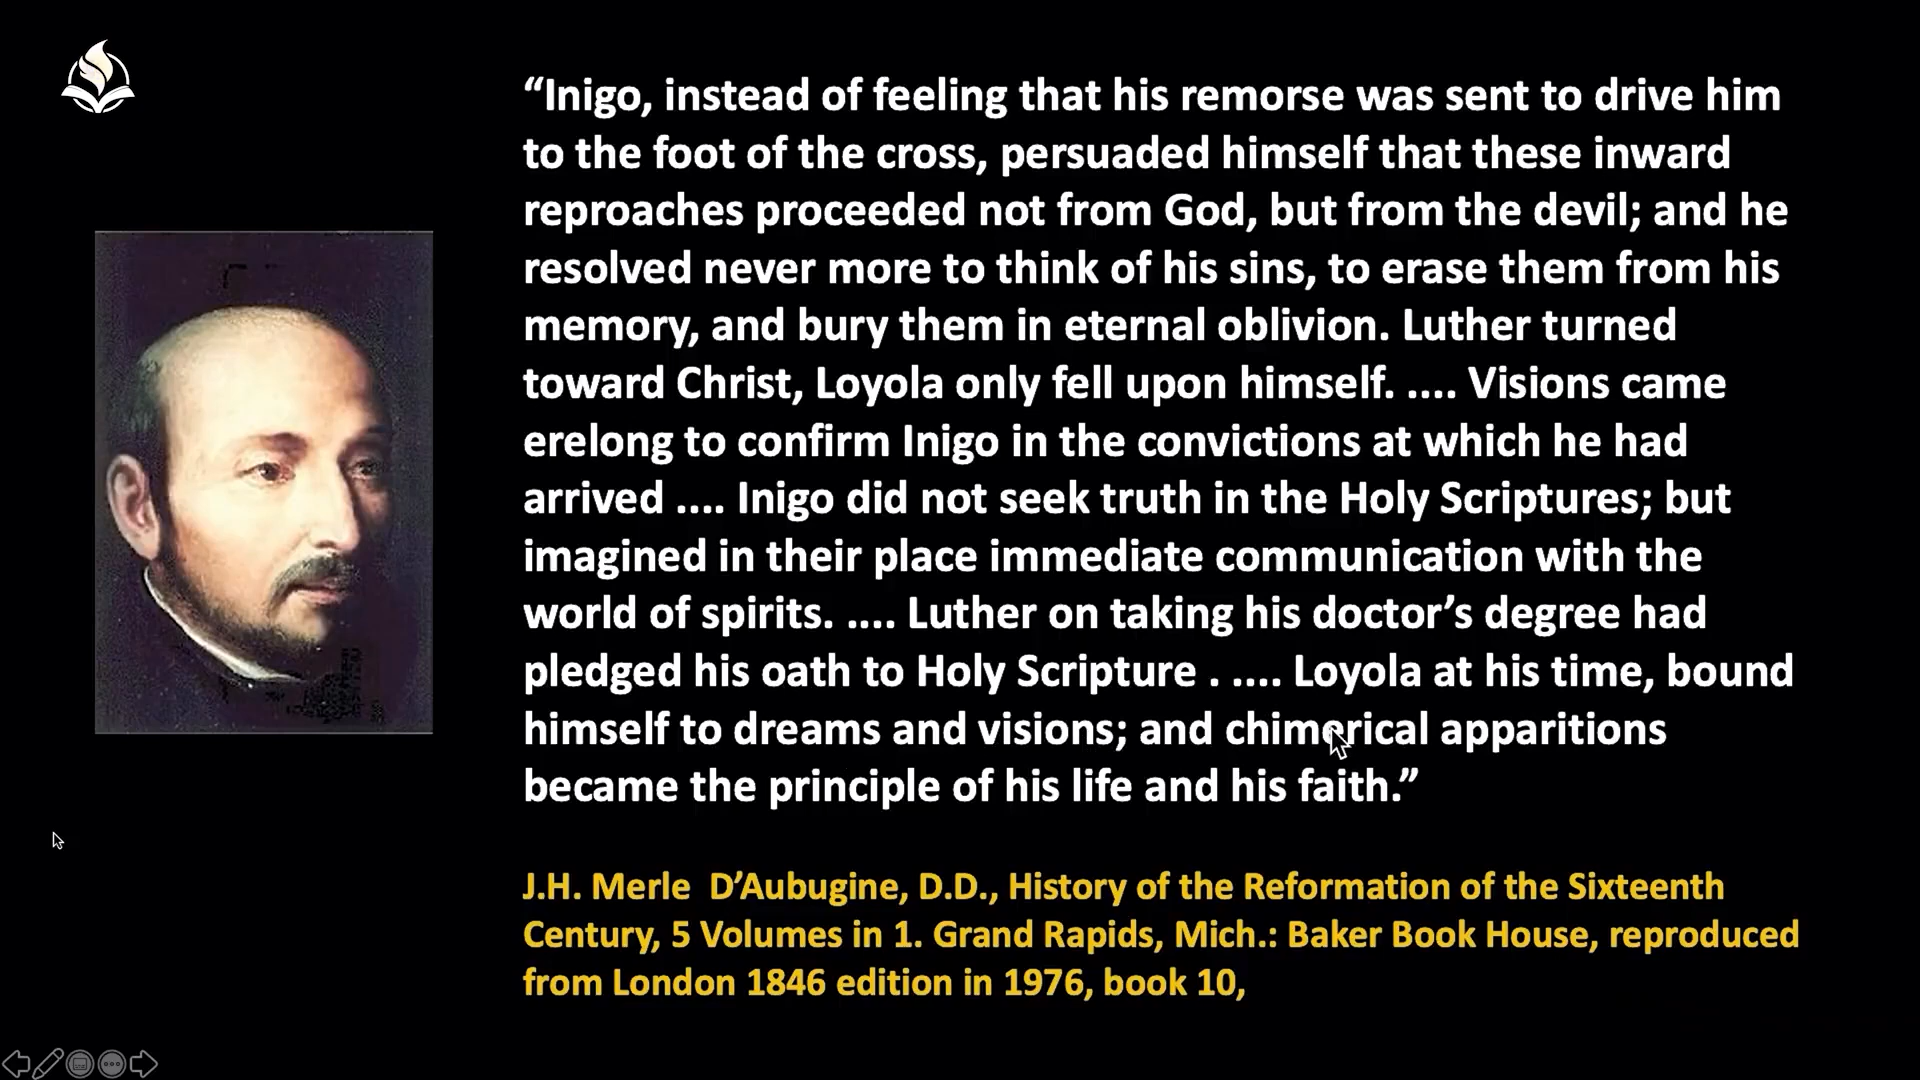 “Inigo, instead of feeling that his remorse was sent to drive him
to the foot of the cross, persuaded himself that these inward
reproaches proceeded not from God, but from the devil; and he
resolved never more to think of his sins, to erase them from his
memory, and bury them in eternal oblivion. Luther turned
toward Christ, Loyola only fell upon himself. .... Visions came
erelong to confirm Inigo in the convictions at which he had
arrived .... Inigo did not seek truth in the Holy Scriptures; but
imagined in their place immediate communication with the
world of spirits. .... Luther on taking his doctor’s degree had
pledged his oath to Holy Scripture . .... Loyola at his time, bound
himself to dreams and visions; and chimerical apparitions
became the principle of his life and his faith.”
J.H. Merle  D’Aubugine, D.D., History of the Reformation of the Sixteenth
Century, 5 Volumes in 1. Grand Rapids, Mich.: Baker Book House, reproduced
from London 1846 edition in 1976, book 10,